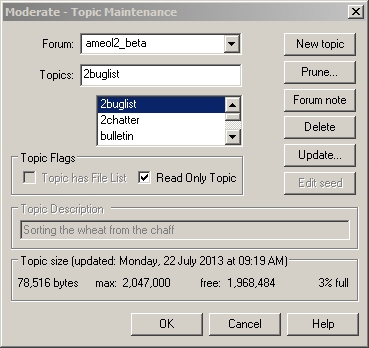 Moderate - Topic Maintenance
Forum: ameol2_beta New topic
Topics: 2buglist Prune...
2buglist Forum note
2chatter
bulletin Delete
Topic Flags Update...
Topic has File List Read Only Topic Edit seed
Topic Description
Sorting the wheat from the chaff
Topic size (updated: Monday, 22 July 2013 at 09:19 AM)
78,516 bytes max: 2,047,000 free: 1,968,484 3% full
OK Cancel Help